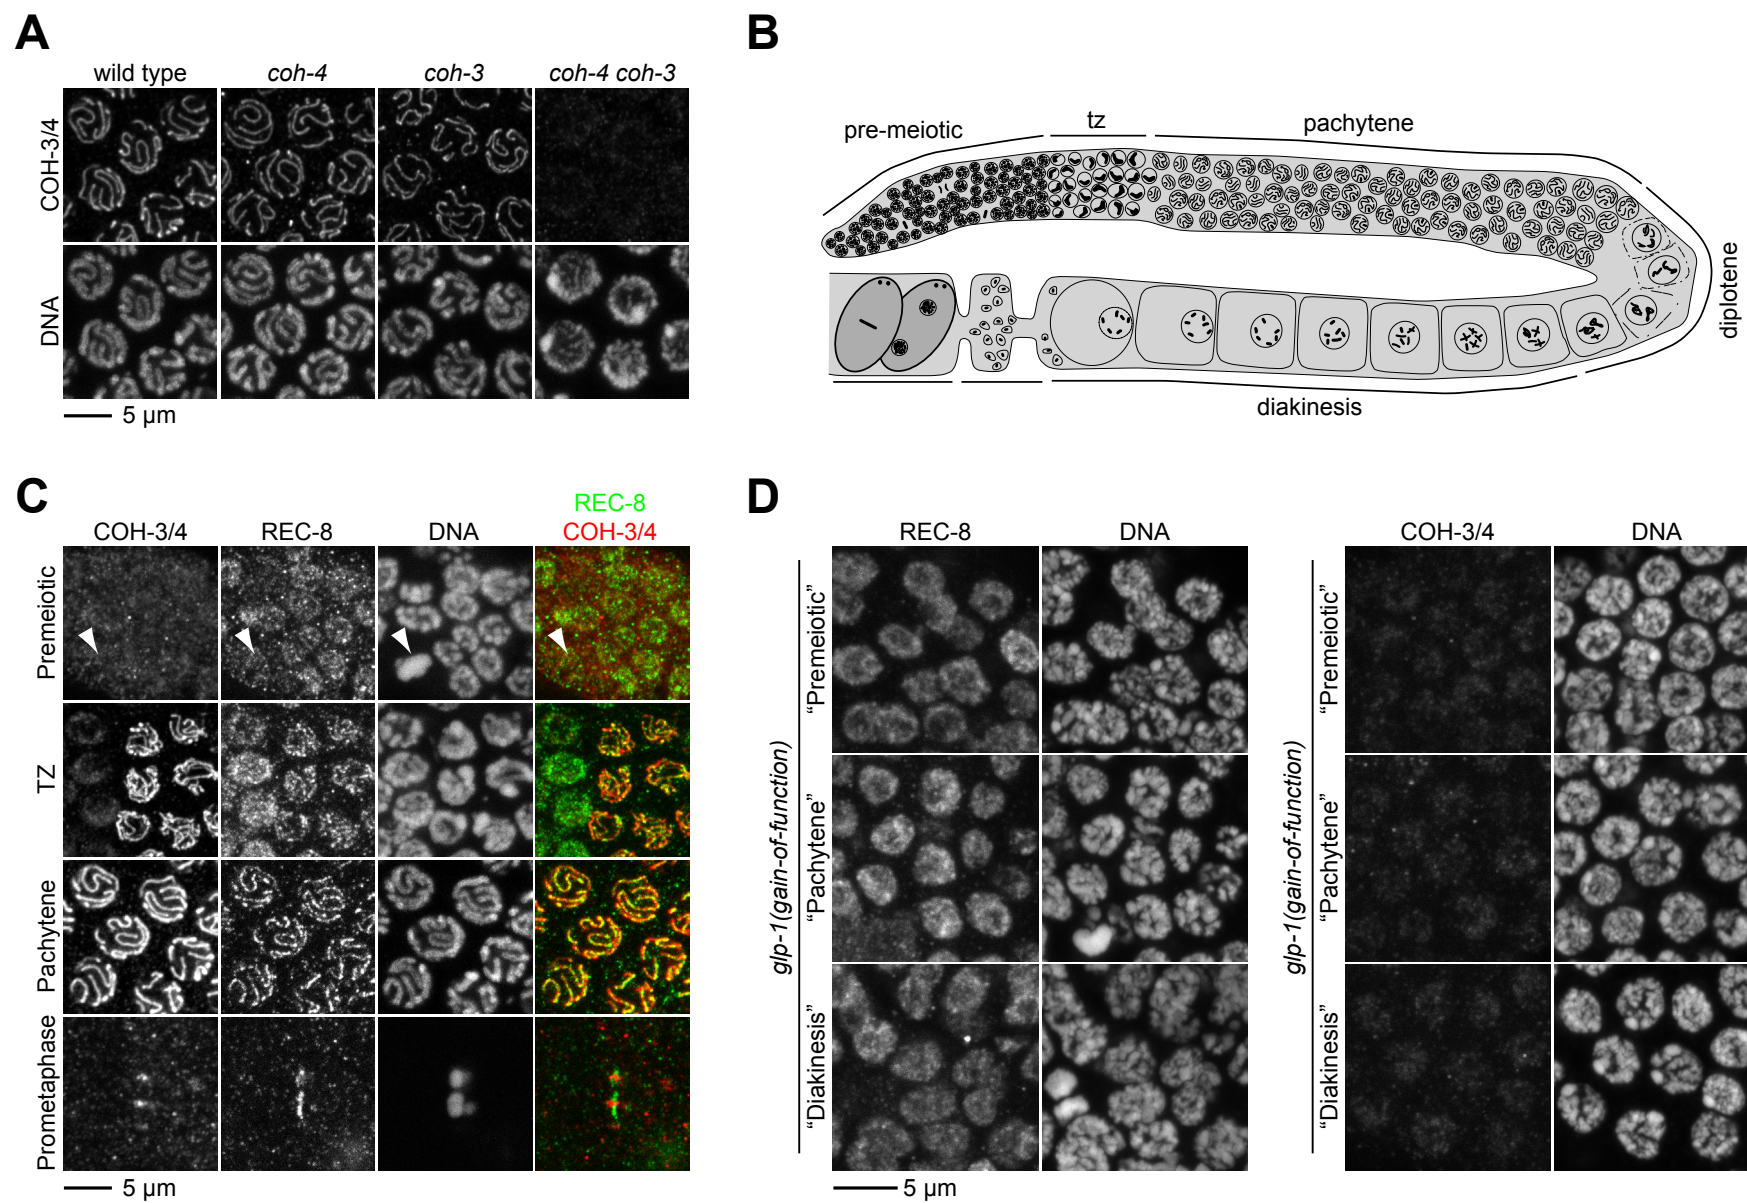 A
wild type
coh-4
coh-3
coh-4 coh-3
COH-3/4
DNA
5 µm
B
pre-meiotic
tz
pachytene
diplotene
diakinesis
C
COH-3/4
REC-8
DNA
REC-8
COH-3/4
Premeiotic
TZ
Pachytene
Prometaphase
5 µm
D
REC-8
DNA
COH-3/4
DNA
glp-1(gain-of-function)
“Premeiotic”
“Pachytene”
“Diakinesis”
glp-1(gain-of-function)
“Premeiotic”
“Pachytene”
“Diakinesis”
5 µm